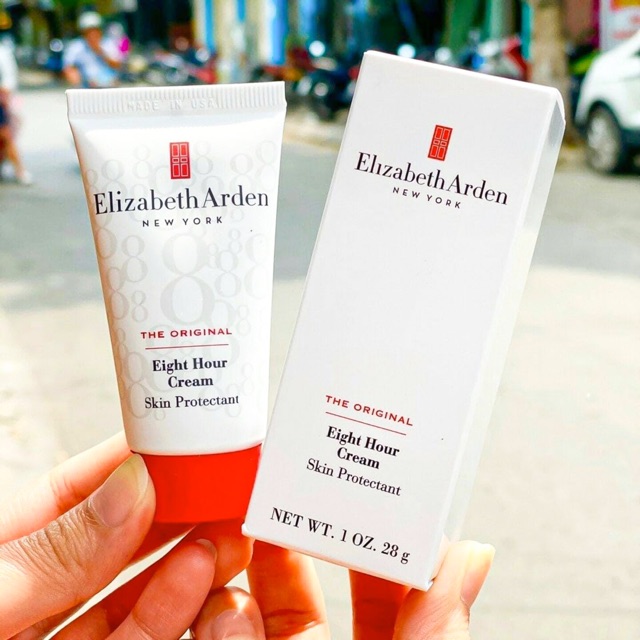 MADE IN USA
Elizabeth Arden
NEW YORK
8
THE ORIGINAL
Eight Hour
Cream
Skin Protectant
Elizabeth Arden
NEW YORK
THE ORIGINAL
Eight Hour
Cream
Skin Protectant
NET WT. 1 OZ. 28 g